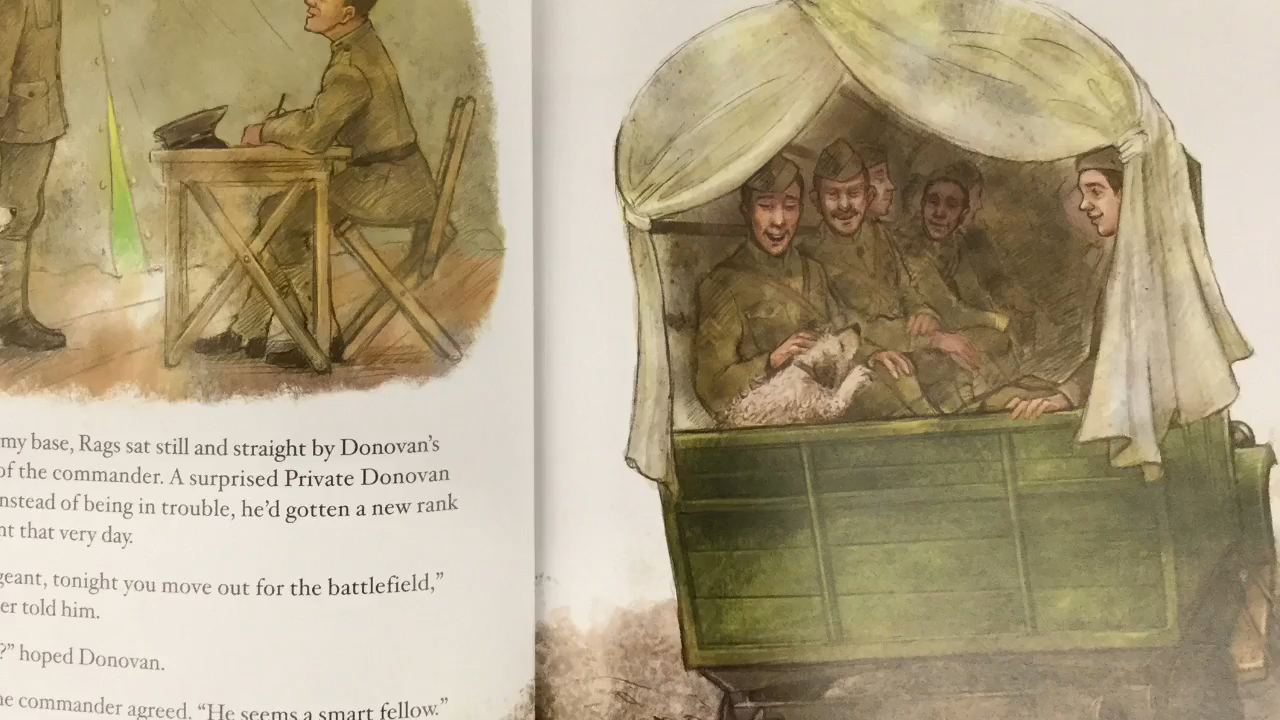 my base, Rags sat still and straight by Donovan's
of the commander. A surprised Private Donovan
nstead of being in trouble, he'd gotten a new rank
nt that very day.
geant, tonight you move out for the battlefield,"
er told him.
?" hoped Donovan.
he commander agreed. "He seems a smart fellow."